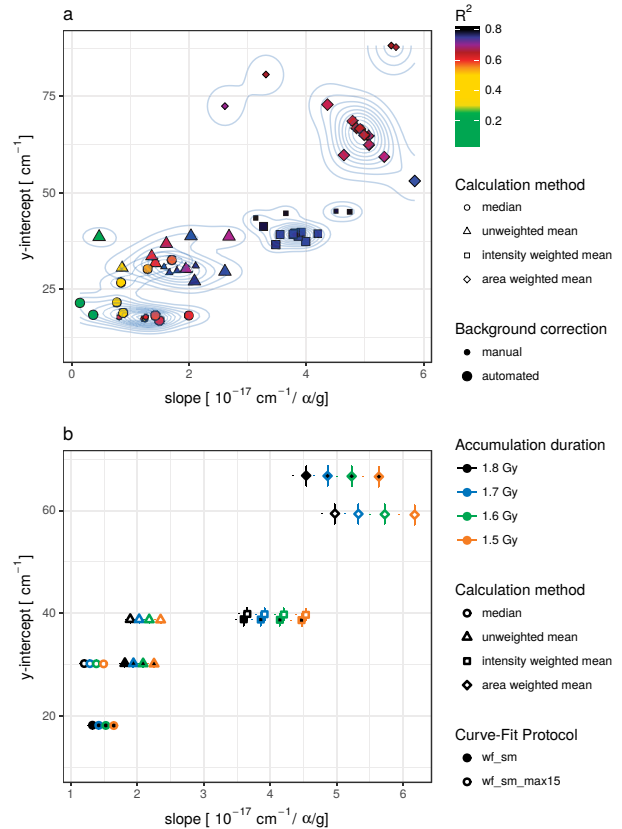 a
y-intercept [ cm⁻¹]
75
50
25
0
2
4
6
slope [ 10⁻¹⁷ cm⁻¹/ α/g]
R²
0.8
0.6
0.4
0.2
Calculation method
median
unweighted mean
intensity weighted mean
area weighted mean
Background correction
manual
automated
b
y-intercept [ cm⁻¹]
60
40
20
1
2
3
4
5
6
slope [ 10⁻¹⁷ cm⁻¹/ α/g]
Accumulation duration
1.8 Gy
1.7 Gy
1.6 Gy
1.5 Gy
Calculation method
median
unweighted mean
intensity weighted mean
area weighted mean
Curve-Fit Protocol
wf_sm
wf_sm_max15